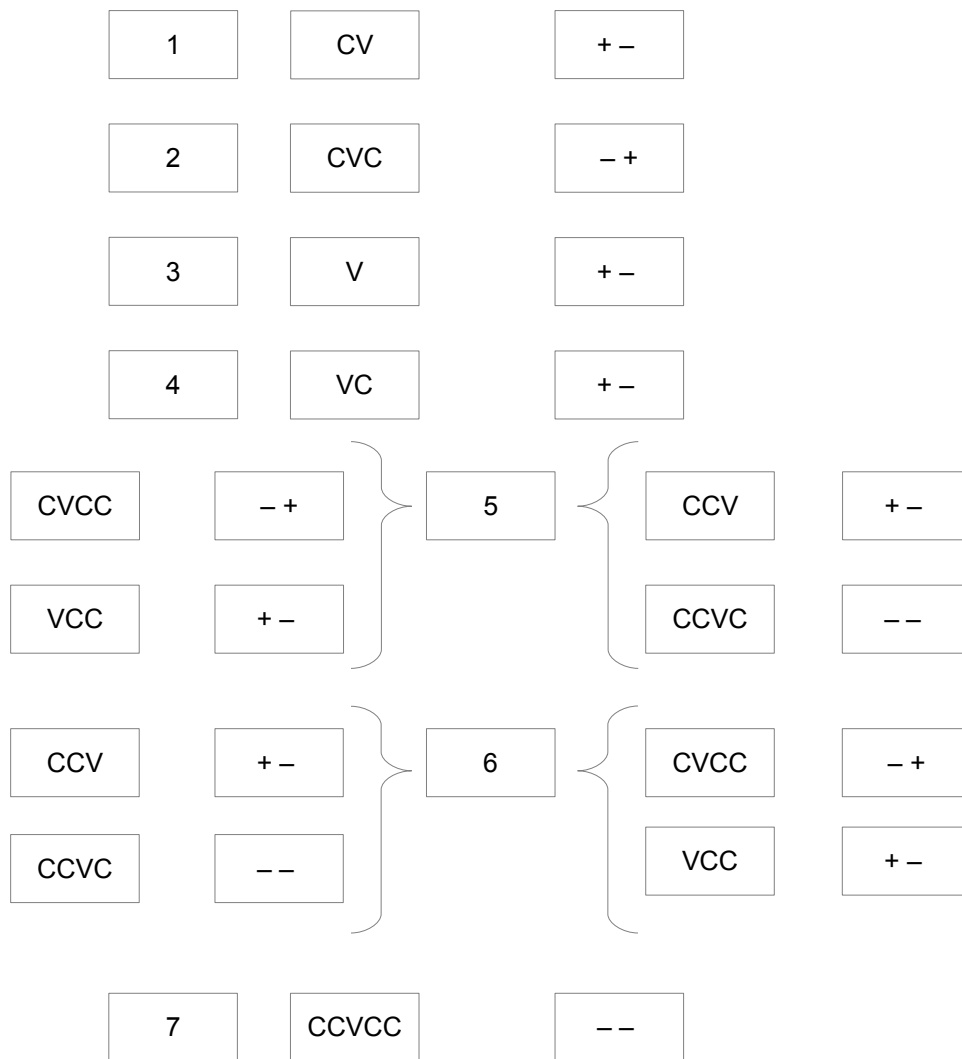 1 CV + –
2 CVC – +
3 V + –
4 VC + –
CVCC – + 5 CCV + –
VCC + – CCVC – –
CCV + – 6 CVCC – +
CCVC – – VCC + –
7 CCVCC – –